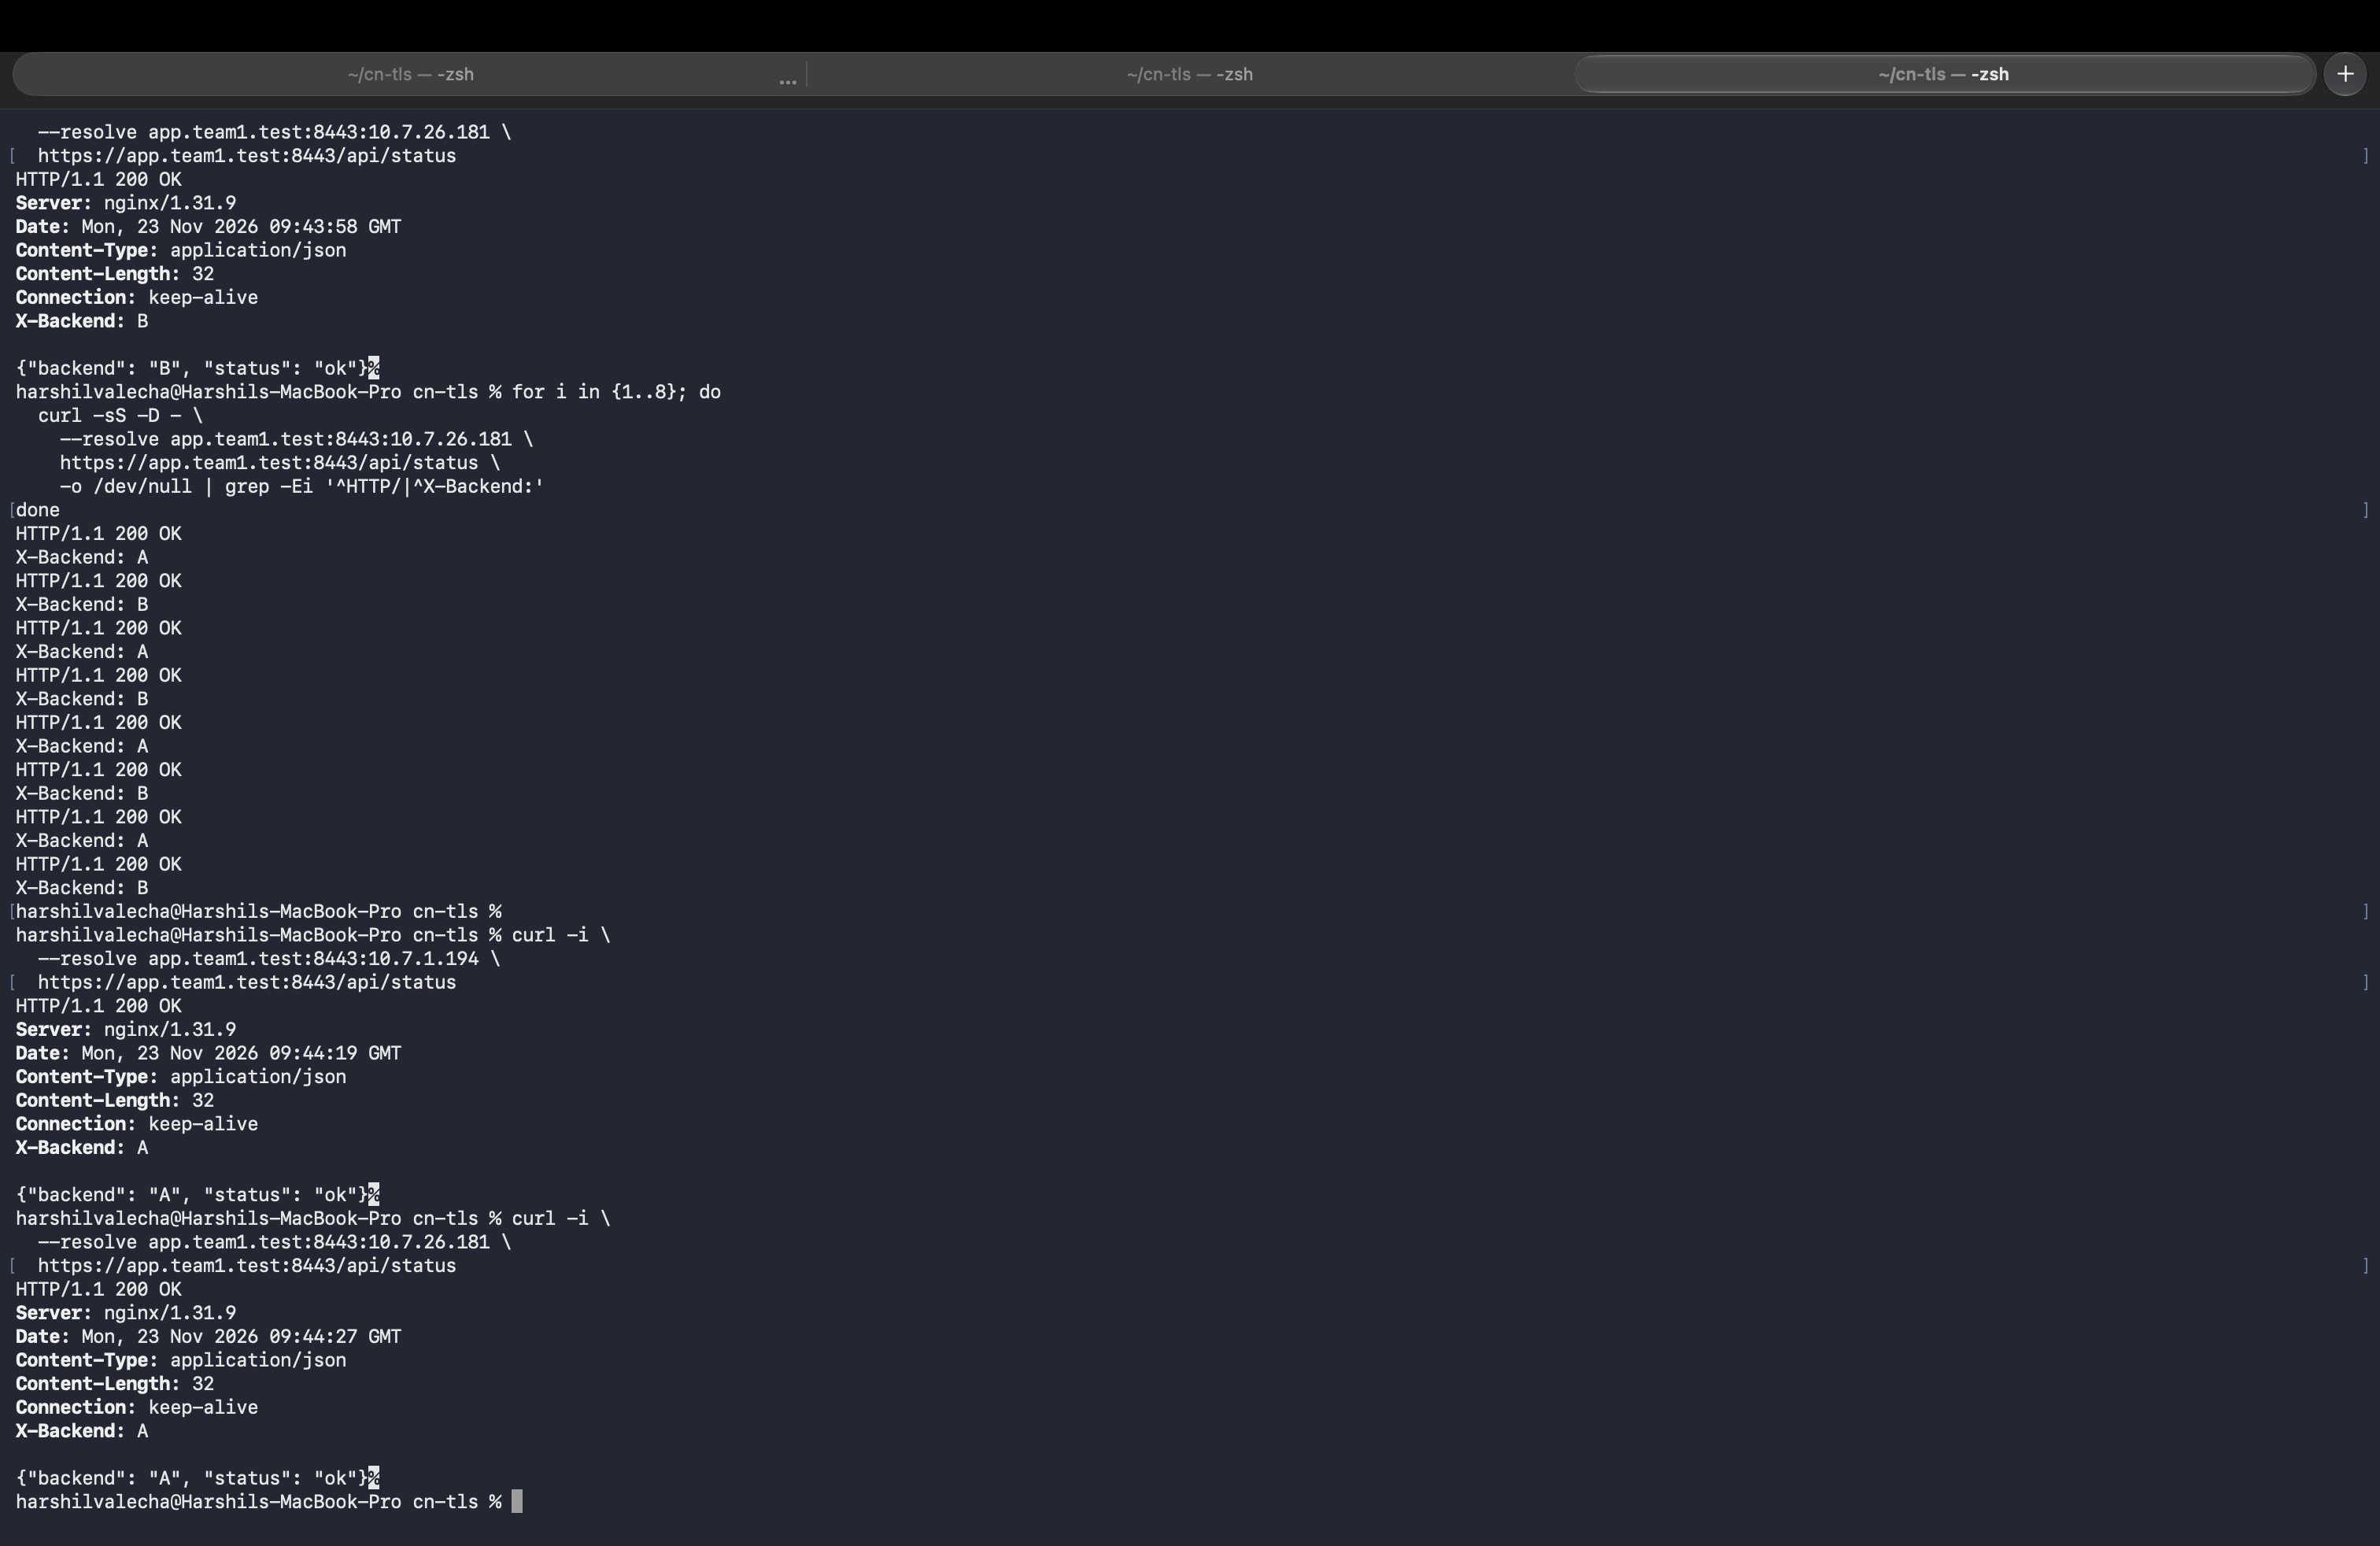 ~/cn-tls — -zsh ... ~/cn-tls — -zsh ~/cn-tls — -zsh +
  --resolve app.team1.test:8443:10.7.26.181 \
[  https://app.team1.test:8443/api/status ]
HTTP/1.1 200 OK
Server: nginx/1.31.9
Date: Mon, 23 Nov 2026 09:43:58 GMT
Content-Type: application/json
Content-Length: 32
Connection: keep-alive
X-Backend: B

{"backend": "B", "status": "ok"}%
harshilvalecha@Harshils-MacBook-Pro cn-tls % for i in {1..8}; do
  curl -sS -D - \
    --resolve app.team1.test:8443:10.7.26.181 \
    https://app.team1.test:8443/api/status \
    -o /dev/null | grep -Ei '^HTTP/|^X-Backend:'
[done ]
HTTP/1.1 200 OK
X-Backend: A
HTTP/1.1 200 OK
X-Backend: B
HTTP/1.1 200 OK
X-Backend: A
HTTP/1.1 200 OK
X-Backend: B
HTTP/1.1 200 OK
X-Backend: A
HTTP/1.1 200 OK
X-Backend: B
HTTP/1.1 200 OK
X-Backend: A
HTTP/1.1 200 OK
X-Backend: B
[harshilvalecha@Harshils-MacBook-Pro cn-tls % ]
harshilvalecha@Harshils-MacBook-Pro cn-tls % curl -i \
  --resolve app.team1.test:8443:10.7.1.194 \
[  https://app.team1.test:8443/api/status ]
HTTP/1.1 200 OK
Server: nginx/1.31.9
Date: Mon, 23 Nov 2026 09:44:19 GMT
Content-Type: application/json
Content-Length: 32
Connection: keep-alive
X-Backend: A

{"backend": "A", "status": "ok"}%
harshilvalecha@Harshils-MacBook-Pro cn-tls % curl -i \
  --resolve app.team1.test:8443:10.7.26.181 \
[  https://app.team1.test:8443/api/status ]
HTTP/1.1 200 OK
Server: nginx/1.31.9
Date: Mon, 23 Nov 2026 09:44:27 GMT
Content-Type: application/json
Content-Length: 32
Connection: keep-alive
X-Backend: A

{"backend": "A", "status": "ok"}%
harshilvalecha@Harshils-MacBook-Pro cn-tls %